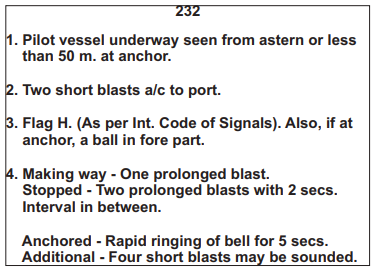 232
1. Pilot vessel underway seen from astern or less
than 50 m. at anchor.
2. Two short blasts a/c to port.
3. Flag H. (As per Int. Code of Signals). Also, if at
anchor, a ball in fore part.
4. Making way - One prolonged blast.
Stopped - Two prolonged blasts with 2 secs.
Interval in between.
Anchored - Rapid ringing of bell for 5 secs.
Additional - Four short blasts may be sounded.